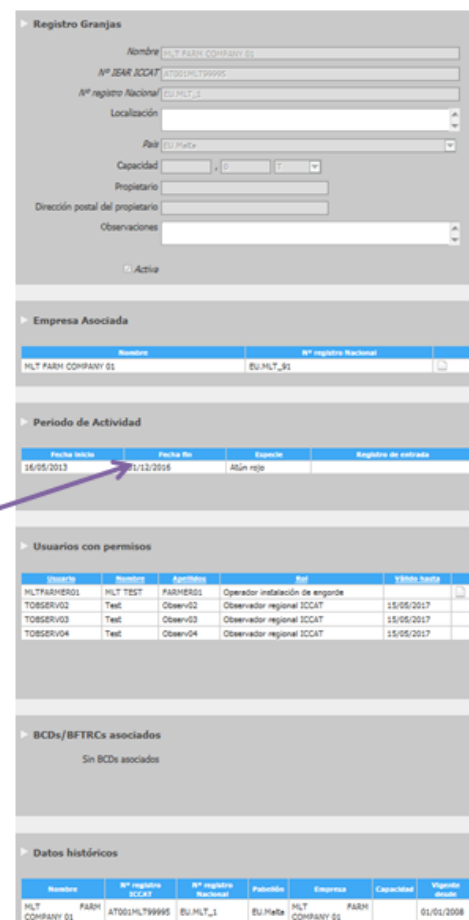 Registro Granjas
Nombre MLT FARM COMPANY 01
Nº IEAR ICCAT AT001MLT99995
Nº registro Nacional EU.MLT_1
Localización
País EU.Malta
Capacidad , 0 T
Propietario
Dirección postal del propietario
Observaciones
Activa
Empresa Asociada
Nombre Nº registro Nacional
MLT FARM COMPANY 01 EU.MLT_91
Periodo de Actividad
Fecha Inicio Fecha fin Especie Registro de entrada
16/05/2013 /12/2016 Atún rojo
Usuarios con permisos
Usuario Nombre Apellidos Rol Válido hasta
MLTFARMER01 MLT TEST FARMER01 Operador instalación de engorde
TOBSERV02 Test Observ02 Observador regional ICCAT 15/05/2017
TOBSERV03 Test Observ03 Observador regional ICCAT 15/05/2017
TOBSERV04 Test Observ04 Observador regional ICCAT 15/05/2017
BCDs/BFTRCs asociados
Sin BCDs asociados
Datos históricos
Nombre Nº registro ICCAT Nº registro Nacional Pabellón Empresa Capacidad Vigente desde
MLT FARM COMPANY 01 AT001MLT99995 EU.MLT_1 EU.Malta MLT FARM COMPANY 01 01/01/2008